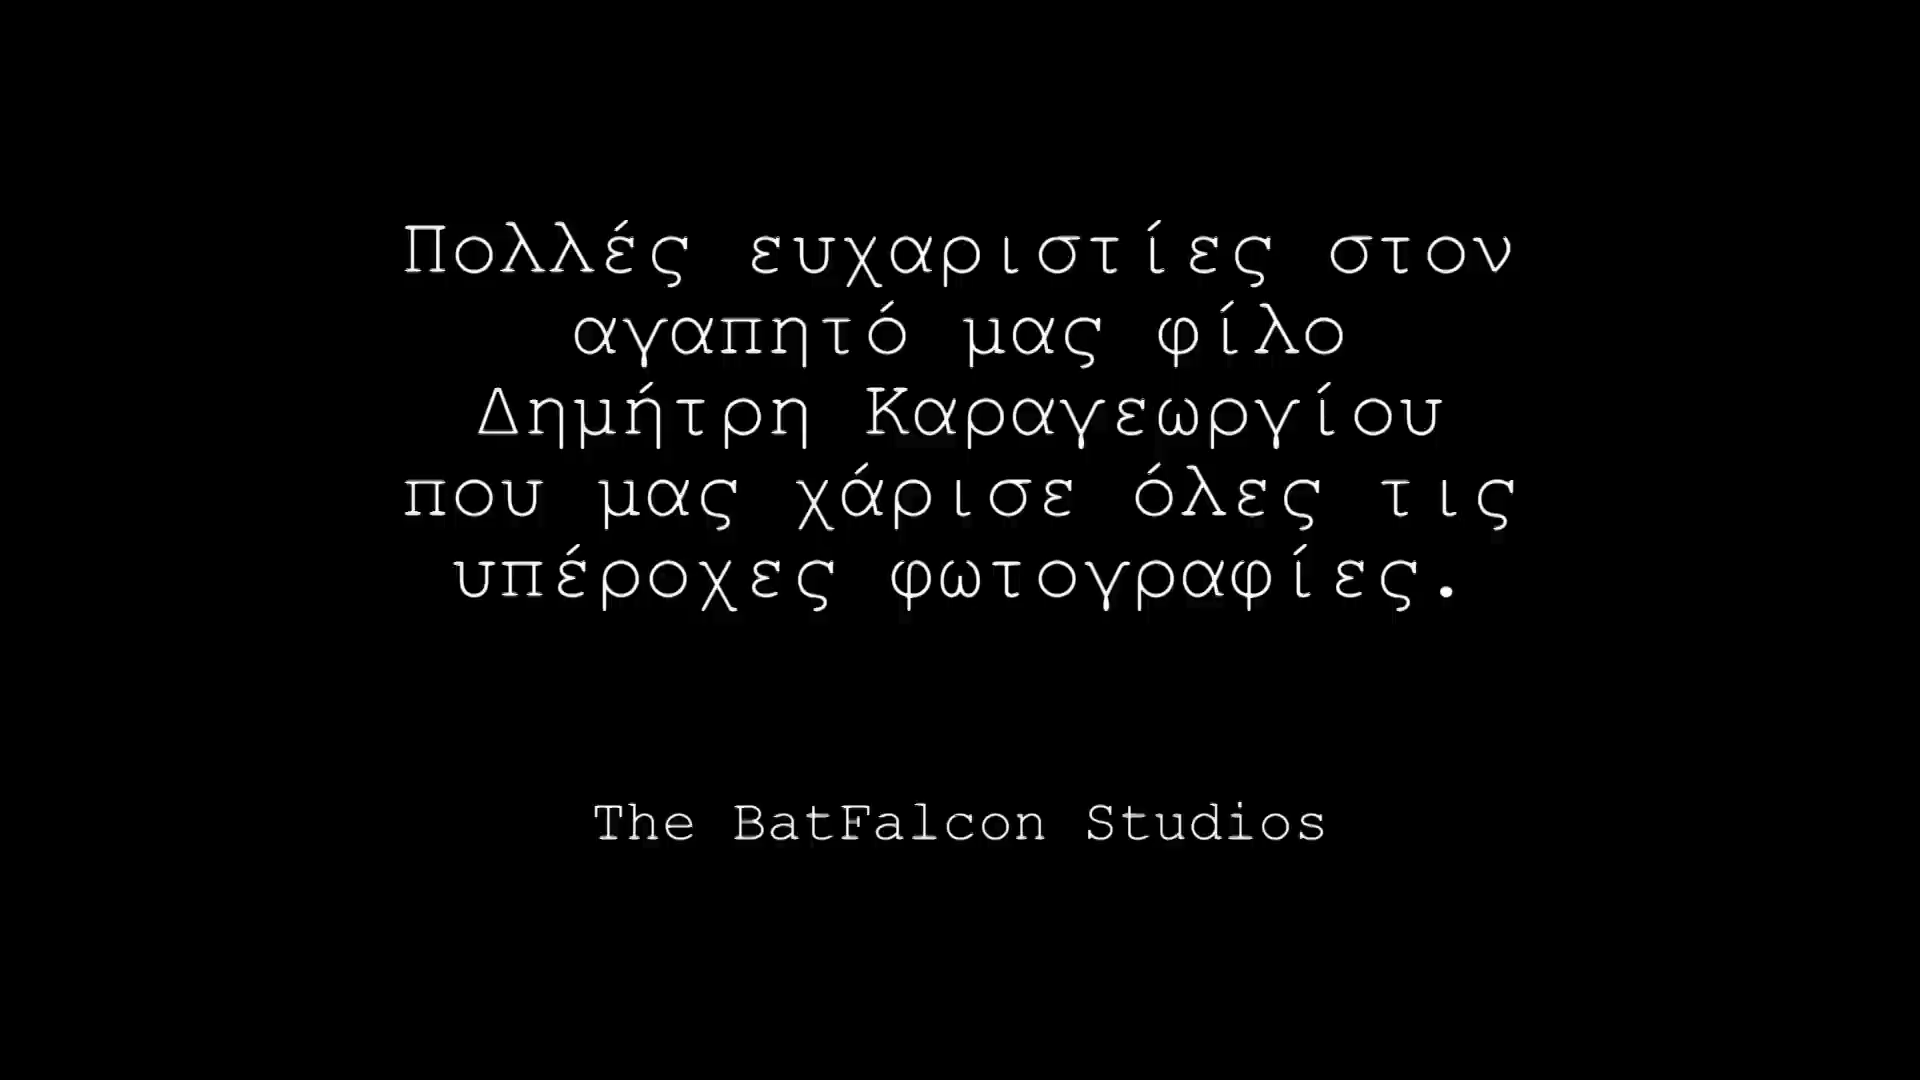 Πολλές ευχαριστίες στον
αγαπητό μας φίλο
Δημήτρη Καραγεωργίου
που μας χάρισε όλες τις
υπέροχες φωτογραφίες.
The BatFalcon Studios